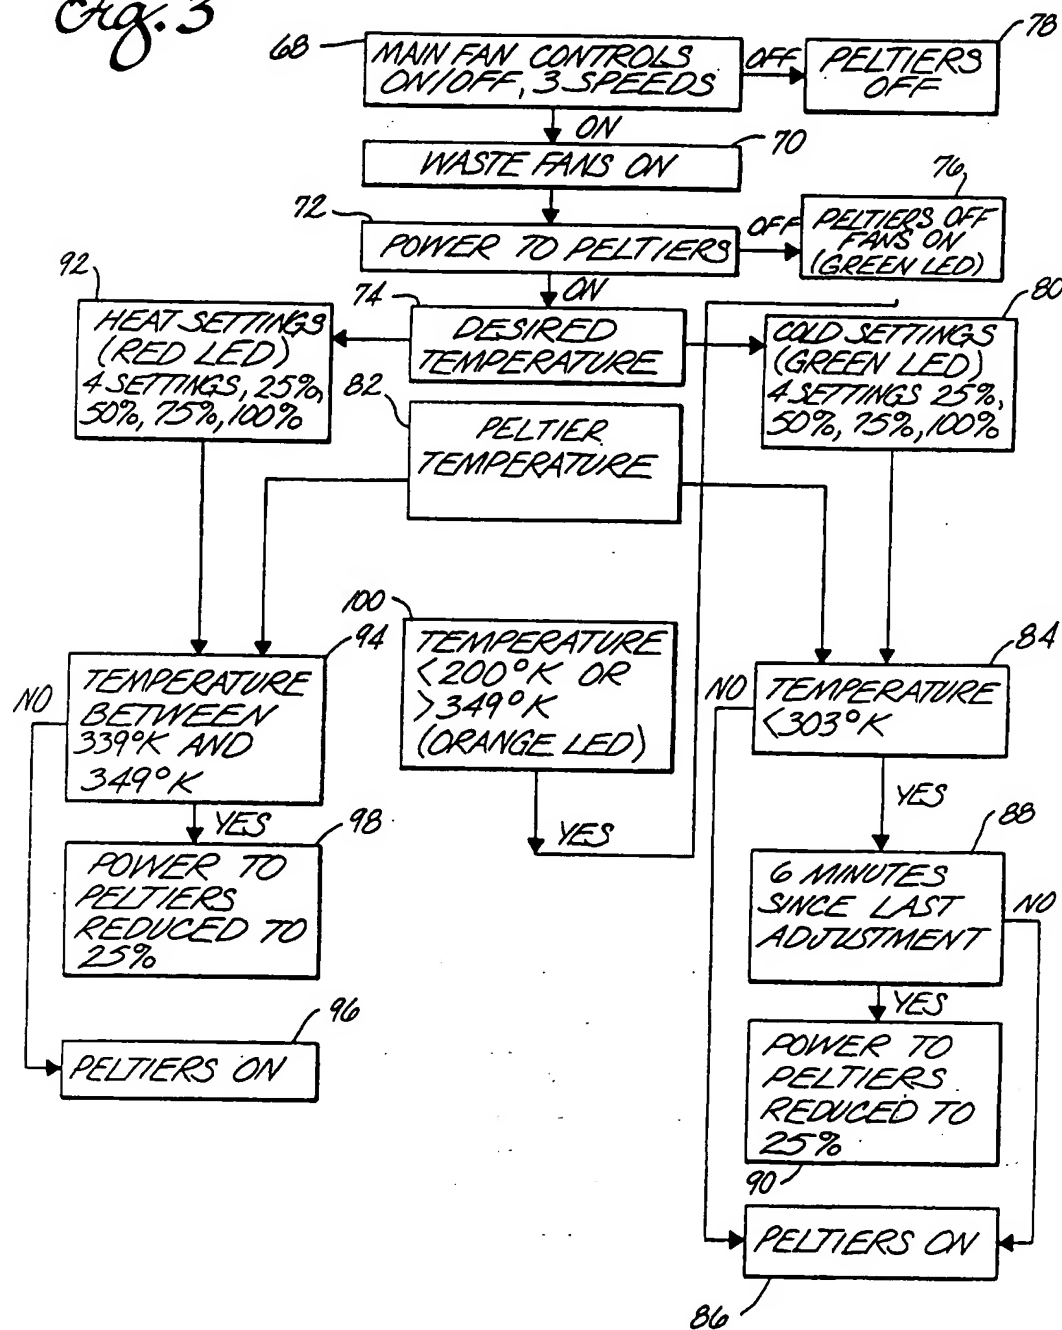 Fig. 3
68
MAIN FAN CONTROLS
ON/OFF, 3 SPEEDS
OFF
PELTIERS
OFF
78
ON
WASTE FANS ON
70
72
POWER TO PELTIERS
OFF
PELTIERS OFF
FANS ON
(GREEN LED)
76
ON
92
HEAT SETTINGS
(RED LED)
4 SETTINGS, 25%,
50%, 75%, 100%
74
DESIRED
TEMPERATURE
COLD SETTINGS
(GREEN LED)
4 SETTINGS 25%,
50%, 75%, 100%
80
82
PELTIER
TEMPERATURE
94
TEMPERATURE
BETWEEN
339°K AND
349°K
NO
YES
100
TEMPERATURE
<200°K OR
>349°K
(ORANGE LED)
YES
84
TEMPERATURE
<303°K
NO
YES
98
POWER TO
PELTIERS
REDUCED TO
25%
88
6 MINUTES
SINCE LAST
ADJUSTMENT
NO
YES
96
PELTIERS ON
POWER TO
PELTIERS
REDUCED TO
25%
90
PELTIERS ON
86